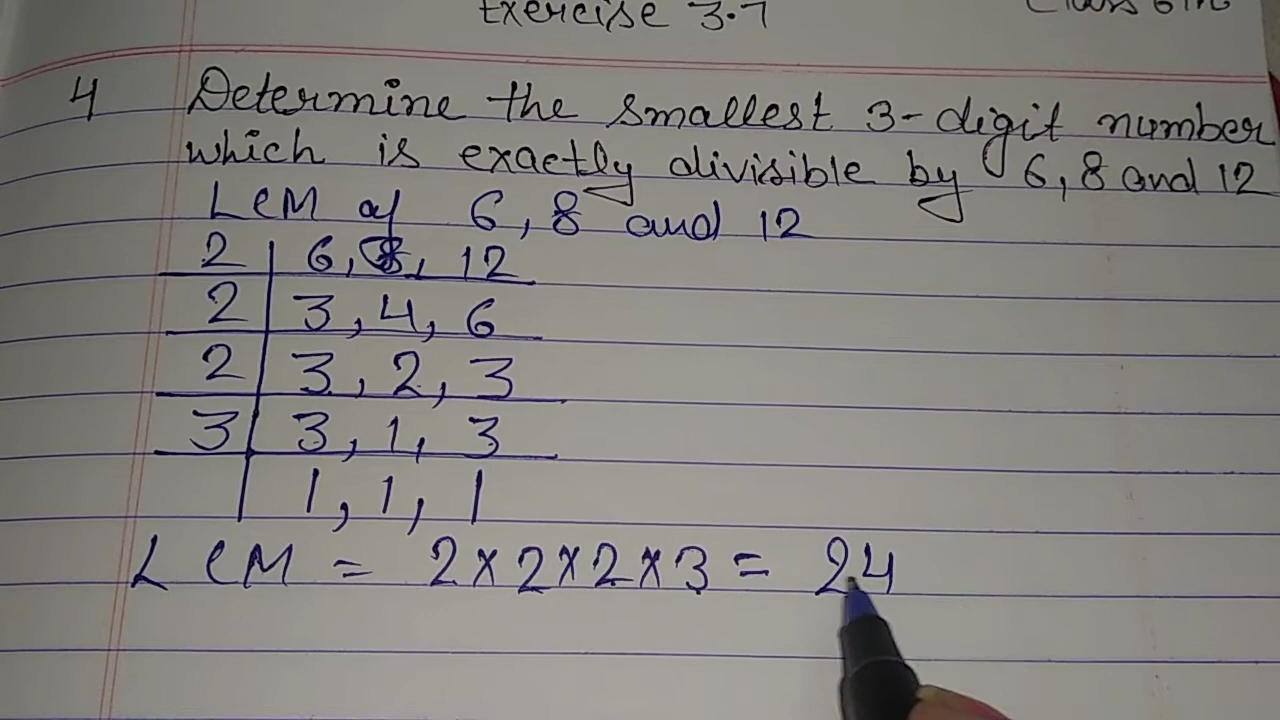 Exercise 3.7
4 Determine the smallest 3-digit number
which is exactly divisible by 6, 8 and 12
LCM of 6, 8 and 12
2 | 6, 8, 12
2 | 3, 4, 6
2 | 3, 2, 3
3 | 3, 1, 3
| 1, 1, 1
LCM = 2×2×2×3 = 24